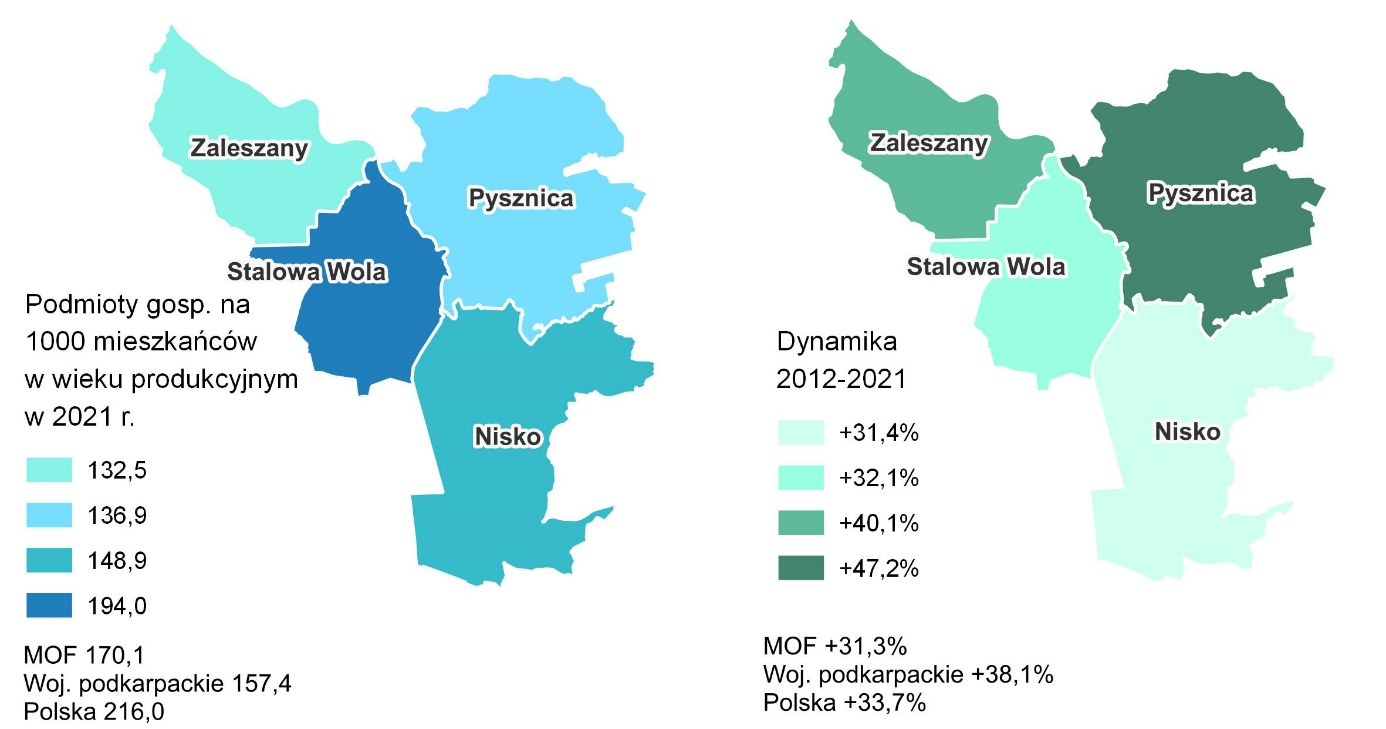 Zaleszany
Pysznica
Stalowa Wola
Nisko
Podmioty gosp. na
1000 mieszkańców
w wieku produkcyjnym
w 2021 r.
132,5
136,9
148,9
194,0
MOF 170,1
Woj. podkarpackie 157,4
Polska 216,0
Zaleszany
Pysznica
Stalowa Wola
Nisko
Dynamika
2012-2021
+31,4%
+32,1%
+40,1%
+47,2%
MOF +31,3%
Woj. podkarpackie +38,1%
Polska +33,7%